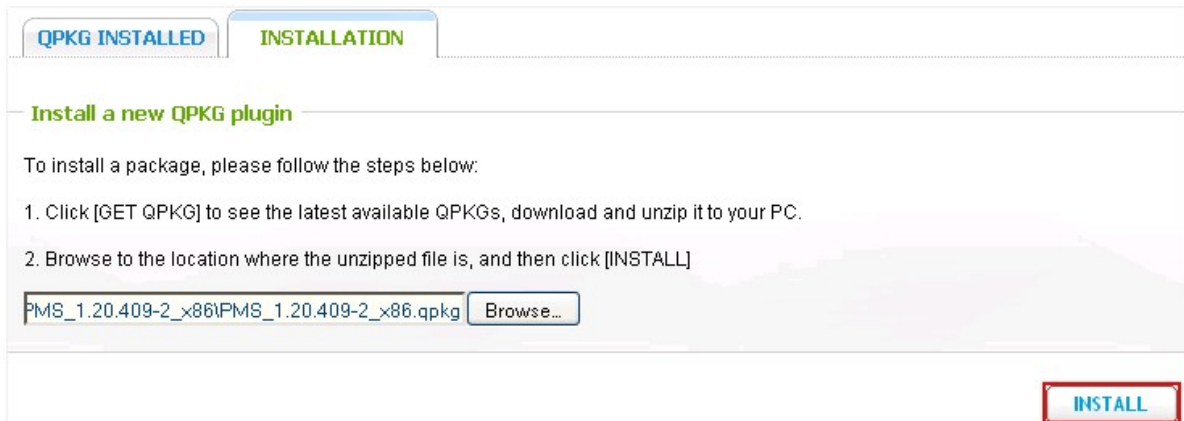 QPKG INSTALLED INSTALLATION
Install a new QPKG plugin
To install a package, please follow the steps below:
1. Click [GET QPKG] to see the latest available QPKGs, download and unzip it to your PC.
2. Browse to the location where the unzipped file is, and then click [INSTALL]
PMS_1.20.409-2_x86\PMS_1.20.409-2_x86.qpkg Browse...
INSTALL